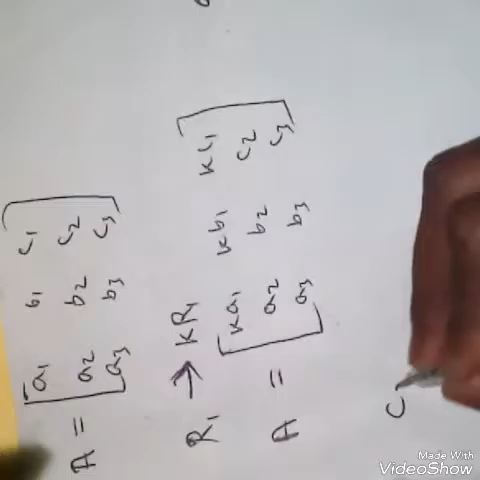 A = [a1 b1 c1
a2 b2 c2
a3 b3 c3]
R1 → KR1
A = [Ka1 Kb1 Kc1
a2 b2 c2
a3 b3 c3]
C
Made With
VideoShow